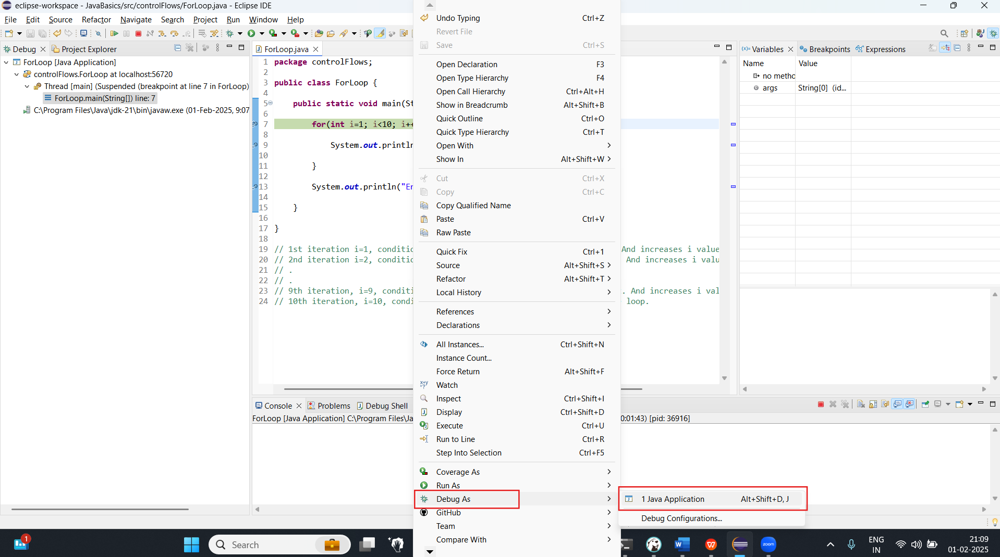 eclipse-workspace - JavaBasics/src/controlFlows/ForLoop.java - Eclipse IDE
File Edit Source Refactor Navigate Search Project Run Window Help
Debug Project Explorer
ForLoop [Java Application]
controlFlows.ForLoop at localhost:56720
Thread [main] (Suspended (breakpoint at line 7 in ForLoop)
ForLoop.main(String[]) line: 7
C:\Program Files\Java\jdk-21\bin\javaw.exe (01-Feb-2025, 9:07
ForLoop.java
1 package controlFlows;
2
3 public class ForLoop {
4
5 public static void main(St
6
7 for(int i=1; i<10; i++
8
9 System.out.println
10
11 }
12
13 System.out.println("En
14
15 }
16
17 }
18
19 // 1st iteration i=1, conditio And increases i value
20 // 2nd iteration i=2, conditio And increases i valu
21 // .
22 // .
23 // 9th iteration, i=9, conditi . And increases i val
24 // 10th iteration, i=10, condi loop.
Undo Typing Ctrl+Z
Revert File
Save Ctrl+S
Open Declaration F3
Open Type Hierarchy F4
Open Call Hierarchy Ctrl+Alt+H
Show in Breadcrumb Alt+Shift+B
Quick Outline Ctrl+O
Quick Type Hierarchy Ctrl+T
Open With
Show In Alt+Shift+W
Cut Ctrl+X
Copy Ctrl+C
Copy Qualified Name
Paste Ctrl+V
Raw Paste
Quick Fix Ctrl+1
Source Alt+Shift+S
Refactor Alt+Shift+T
Local History
References
Declarations
All Instances... Ctrl+Shift+N
Instance Count...
Force Return Alt+Shift+F
Watch
Inspect Ctrl+Shift+I
Display Ctrl+Shift+D
Execute Ctrl+U
Run to Line Ctrl+R
Step Into Selection Ctrl+F5
Coverage As
Run As
Debug As
GitHub
Team
Compare With
1 Java Application Alt+Shift+D, J
Debug Configurations...
Variables Breakpoints Expressions
Name Value
no metho
args String[0] (id...
Console Problems Debug Shell
ForLoop [Java Application] C:\Program Files\Ja 0:01:43) [pid: 36916]
1
Search
zoom
ENG
IN
21:09
01-02-2025